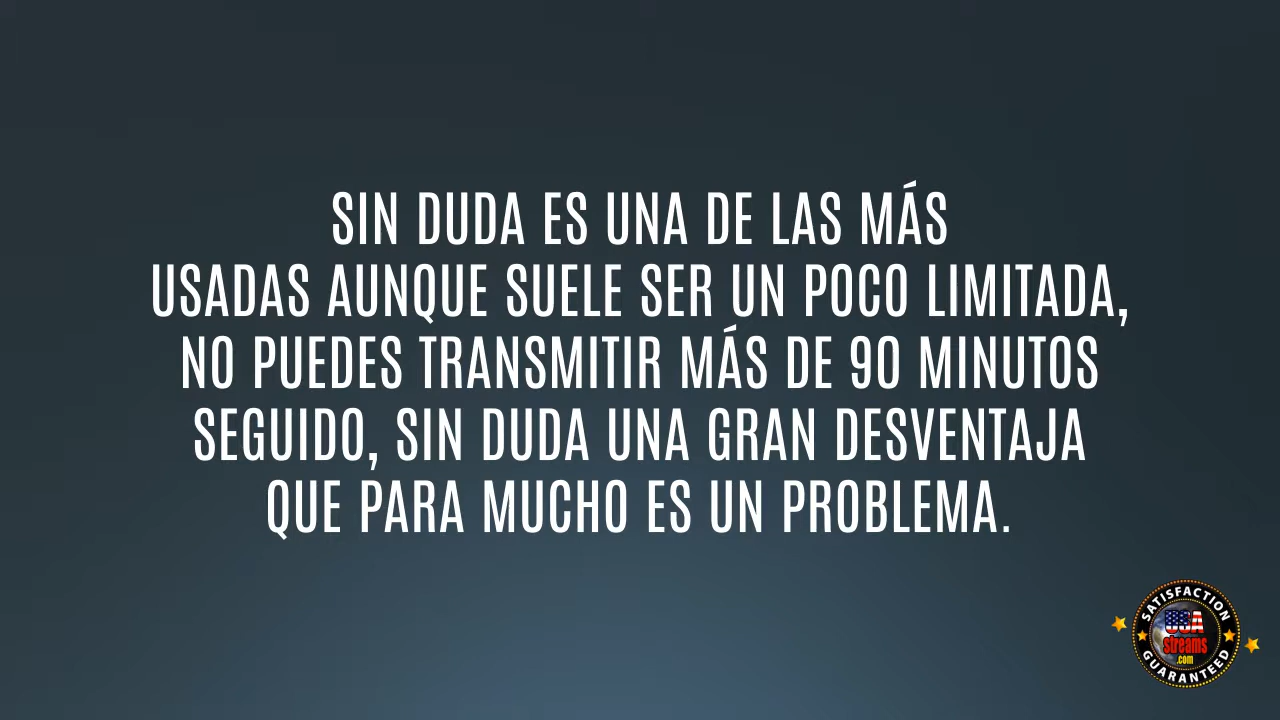 SIN DUDA ES UNA DE LAS MÁS
USADAS AUNQUE SUELE SER UN POCO LIMITADA,
NO PUEDES TRANSMITIR MÁS DE 90 MINUTOS
SEGUIDO, SIN DUDA UNA GRAN DESVENTAJA
QUE PARA MUCHO ES UN PROBLEMA.
SATISFACTION
USA
streams
.com
GUARANTEED